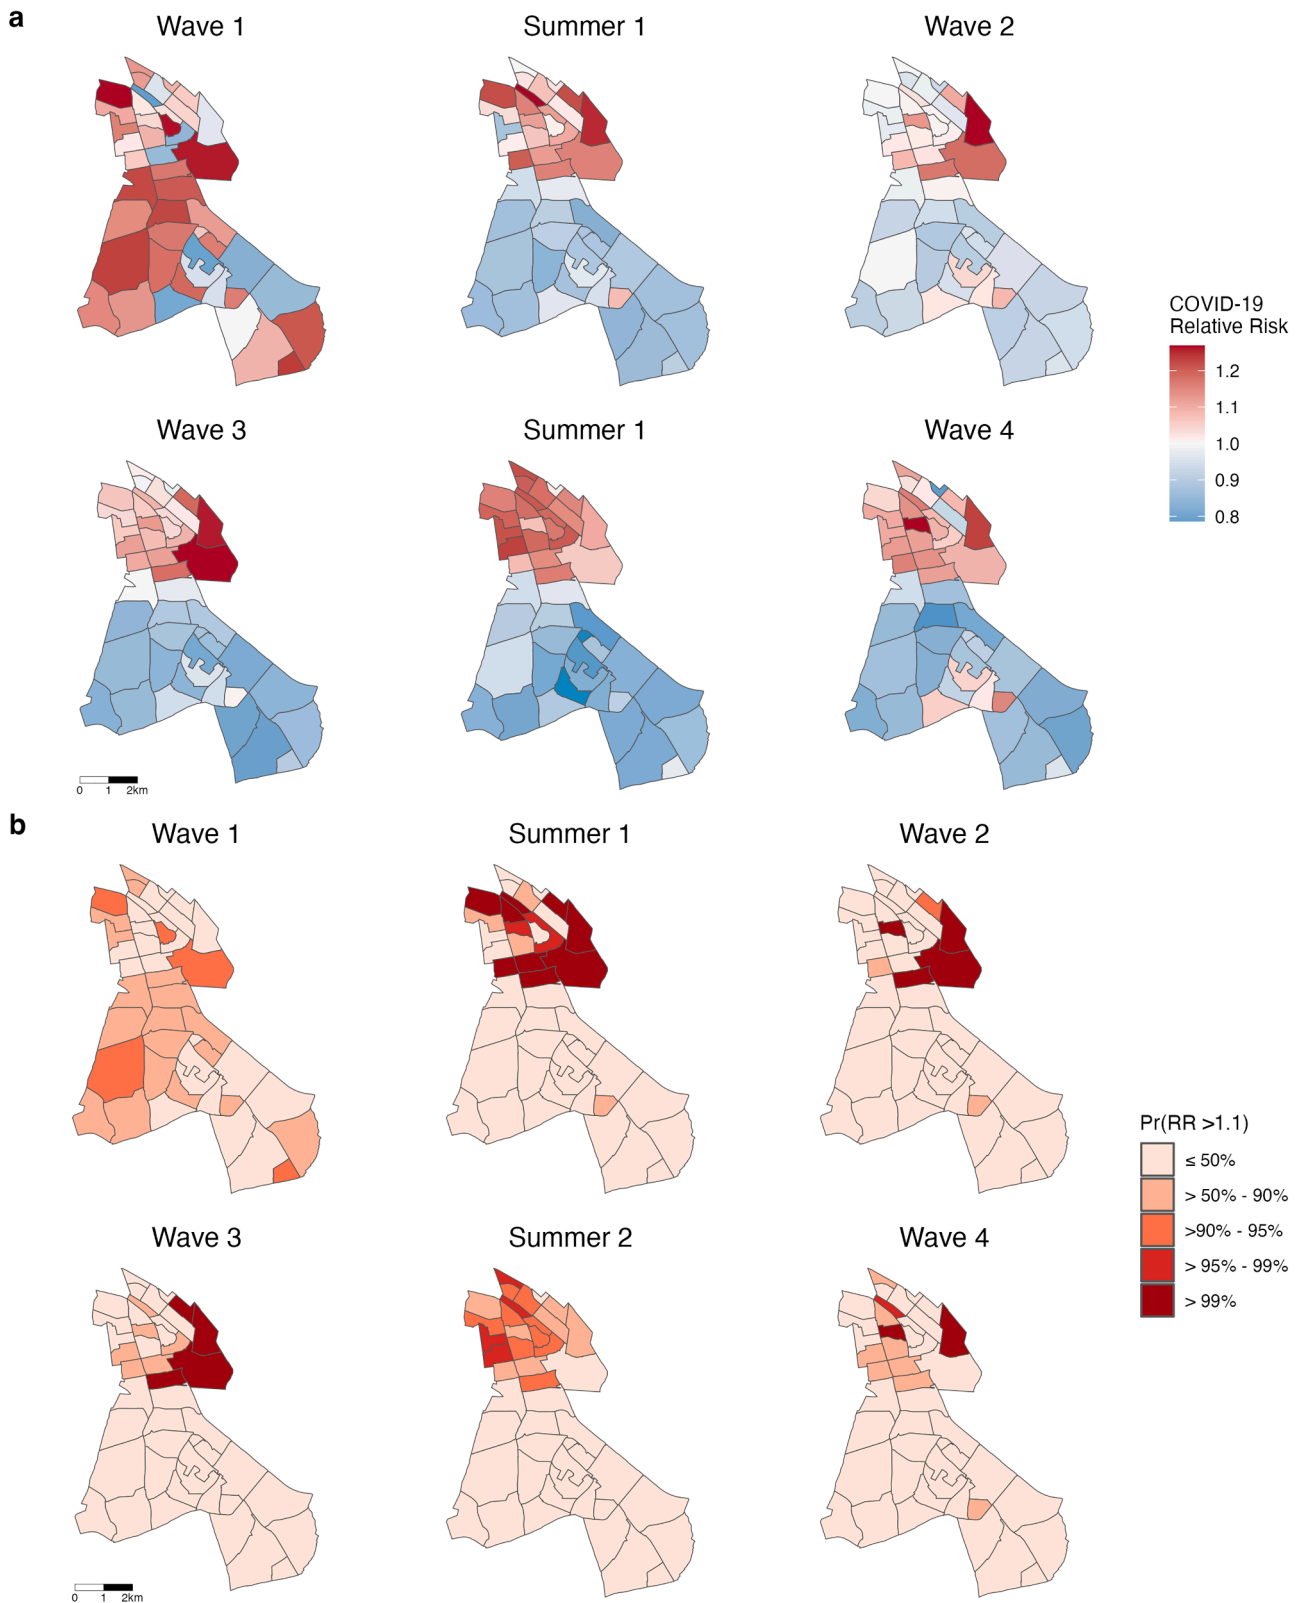 a
Wave 1
Summer 1
Wave 2
COVID-19
Relative Risk
1.2
1.1
1.0
0.9
0.8
Wave 3
Summer 1
Wave 4
0 1 2km
b
Wave 1
Summer 1
Wave 2
Pr(RR >1.1)
≤ 50%
> 50% - 90%
>90% - 95%
> 95% - 99%
> 99%
Wave 3
Summer 2
Wave 4
0 1 2km